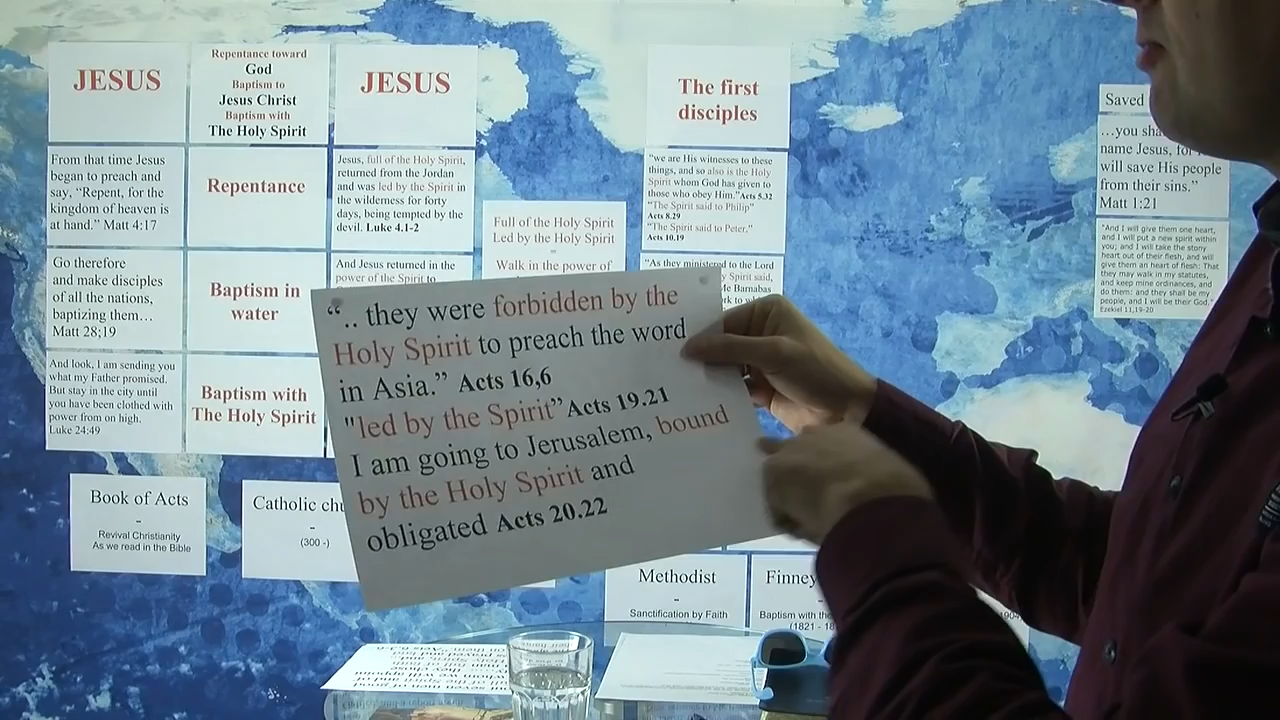 JESUS
Repentance toward
God
Baptism to
Jesus Christ
Baptism with
The Holy Spirit
JESUS
The first
disciples
Saved
From that time Jesus
began to preach and
say, “Repent, for the
kingdom of heaven is
at hand.” Matt 4:17
Repentance
Jesus, full of the Holy Spirit,
returned from the Jordan
and was led by the Spirit in
the wilderness for forty
days, being tempted by the
devil. Luke 4.1-2
Full of the Holy Spirit
Led by the Holy Spirit
-
Walk in the power of
"we are His witnesses to these
things, and so also is the Holy
Spirit whom God has given to
those who obey Him."Acts 5.32
"The Spirit said to Philip"
Acts 8.29
"The Spirit said to Peter,"
Acts 10.19
…you
name Jesus,
will save His people
from their sins.”
Matt 1:21
Go therefore
and make disciples
of all the nations,
baptizing them…
Matt 28;19
Baptism in
water
And Jesus returned in the
power of the Spirit to
"As they ministered to the Lord
Spirit said,
Barnabas
"And I will give them one heart,
and I will put a new spirit within
you; and I will take the stony
heart out of their flesh, and will
give them an heart of flesh: That
they may walk in my statutes,
and keep mine ordinances, and
do them: and they shall be my
people, and I will be their God."
Ezekiel 11,19-20
And look, I am sending you
what my Father promised.
But stay in the city until
you have been clothed with
power from on high.
Luke 24:49
Baptism with
The Holy Spirit
“.. they were forbidden by the
Holy Spirit to preach the word
in Asia.” Acts 16,6
"led by the Spirit” Acts 19.21
I am going to Jerusalem, bound
by the Holy Spirit and
obligated Acts 20.22
Book of Acts
-
Revival Christianity
As we read in the Bible
Catholic
-
(300 -)
Methodist
-
Sanctification by Faith
Finney
-
Baptism with the
(1821 -